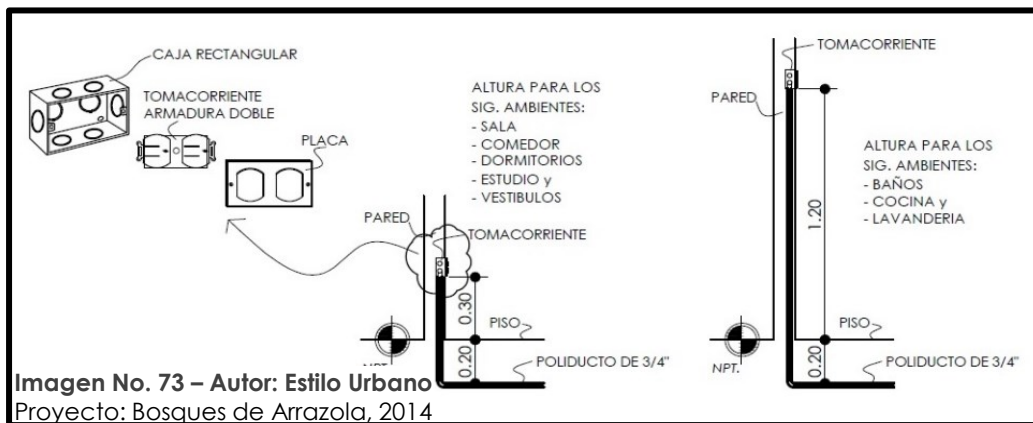 CAJA RECTANGULAR
TOMACORRIENTE
ARMADURA DOBLE
PLACA
ALTURA PARA LOS
SIG. AMBIENTES:
- SALA
- COMEDOR
- DORMITORIOS
- ESTUDIO y
- VESTIBULOS
PARED
TOMACORRIENTE
0.30
PISO
0.20
NPT.
POLIDUCTO DE 3/4"
TOMACORRIENTE
PARED
ALTURA PARA LOS
SIG. AMBIENTES:
- BAÑOS
- COCINA y
- LAVANDERIA
1.20
PISO
0.20
NPT.
POLIDUCTO DE 3/4"
Imagen No. 73 – Autor: Estilo Urbano
Proyecto: Bosques de Arrazola, 2014